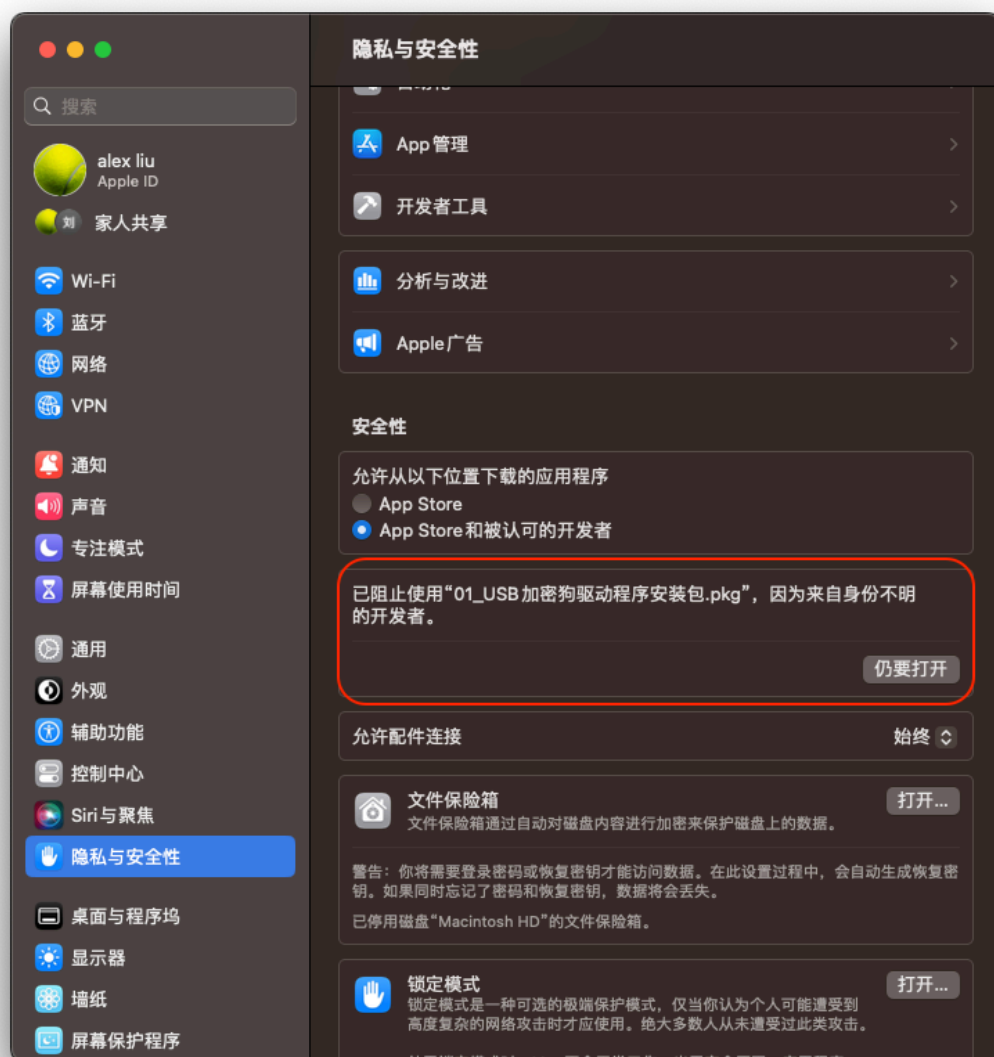 隐私与安全性
搜索
alex liu
Apple ID
刘
家人共享
Wi-Fi
蓝牙
网络
VPN
通知
声音
专注模式
屏幕使用时间
通用
外观
辅助功能
控制中心
Siri与聚焦
隐私与安全性
桌面与程序坞
显示器
墙纸
屏幕保护程序
App管理
开发者工具
分析与改进
Apple广告
安全性
允许从以下位置下载的应用程序
App Store
App Store和被认可的开发者
已阻止使用“01_USB加密狗驱动程序安装包.pkg”，因为来自身份不明
的开发者。
仍要打开
允许配件连接
始终
文件保险箱
打开...
文件保险箱通过自动对磁盘内容进行加密来保护磁盘上的数据。
警告：你将需要登录密码或恢复密钥才能访问数据。在此设置过程中，会自动生成恢复密
钥。如果同时忘记了密码和恢复密钥，数据将会丢失。
已停用磁盘“Macintosh HD”的文件保险箱。
锁定模式
打开...
锁定模式是一种可选的极端保护模式，仅当你认为个人可能遭受到
高度复杂的网络攻击时才应使用。绝大多数人从未遭受过此类攻击。